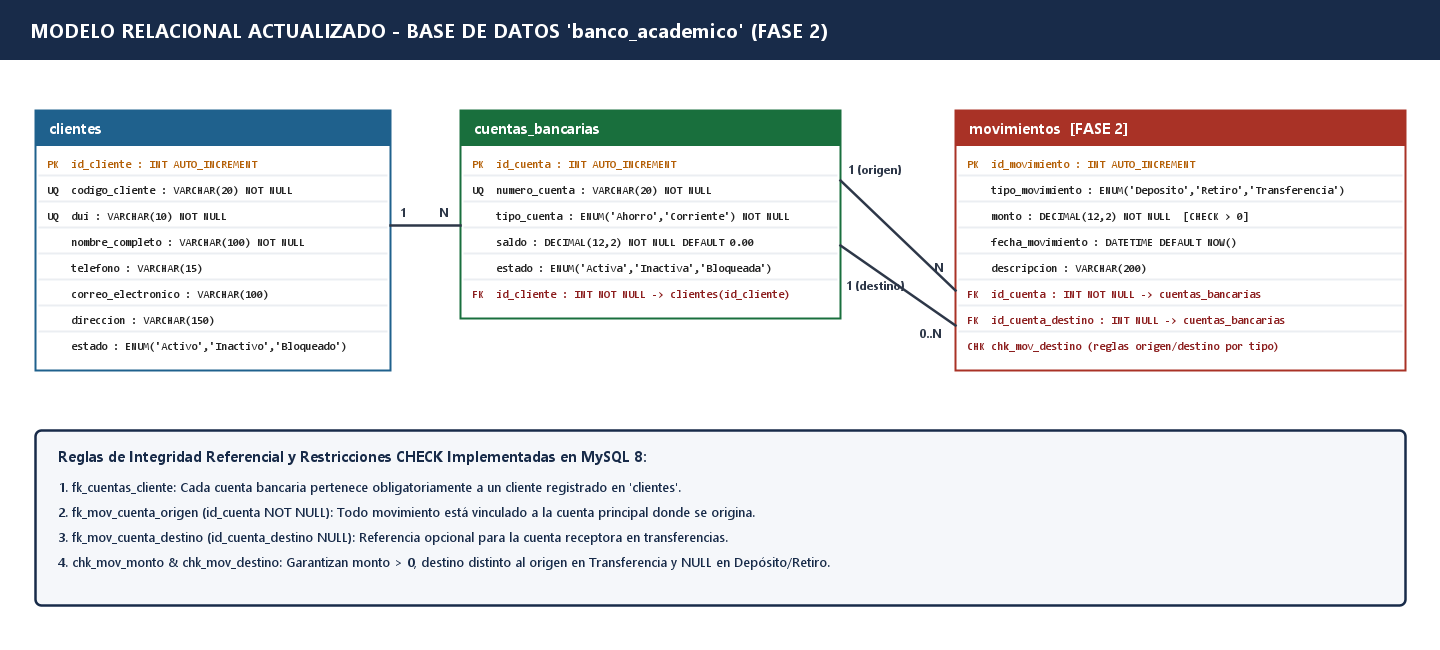 MODELO RELACIONAL ACTUALIZADO - BASE DE DATOS 'banco_academico' (FASE 2)
clientes
PK id_cliente : INT AUTO_INCREMENT
UQ codigo_cliente : VARCHAR(20) NOT NULL
UQ dui : VARCHAR(10) NOT NULL
nombre_completo : VARCHAR(100) NOT NULL
telefono : VARCHAR(15)
correo_electronico : VARCHAR(100)
direccion : VARCHAR(150)
estado : ENUM('Activo','Inactivo','Bloqueado')
1 N
cuentas_bancarias
PK id_cuenta : INT AUTO_INCREMENT
UQ numero_cuenta : VARCHAR(20) NOT NULL
tipo_cuenta : ENUM('Ahorro','Corriente') NOT NULL
saldo : DECIMAL(12,2) NOT NULL DEFAULT 0.00
estado : ENUM('Activa','Inactiva','Bloqueada')
FK id_cliente : INT NOT NULL -> clientes(id_cliente)
1 (origen)
N
1 (destino)
0..N
movimientos [FASE 2]
PK id_movimiento : INT AUTO_INCREMENT
tipo_movimiento : ENUM('Deposito','Retiro','Transferencia')
monto : DECIMAL(12,2) NOT NULL [CHECK > 0]
fecha_movimiento : DATETIME DEFAULT NOW()
descripcion : VARCHAR(200)
FK id_cuenta : INT NOT NULL -> cuentas_bancarias
FK id_cuenta_destino : INT NULL -> cuentas_bancarias
CHK chk_mov_destino (reglas origen/destino por tipo)
Reglas de Integridad Referencial y Restricciones CHECK Implementadas en MySQL 8:
1. fk_cuentas_cliente: Cada cuenta bancaria pertenece obligatoriamente a un cliente registrado en 'clientes'.
2. fk_mov_cuenta_origen (id_cuenta NOT NULL): Todo movimiento está vinculado a la cuenta principal donde se origina.
3. fk_mov_cuenta_destino (id_cuenta_destino NULL): Referencia opcional para la cuenta receptora en transferencias.
4. chk_mov_monto & chk_mov_destino: Garantizan monto > 0, destino distinto al origen en Transferencia y NULL en Depósito/Retiro.